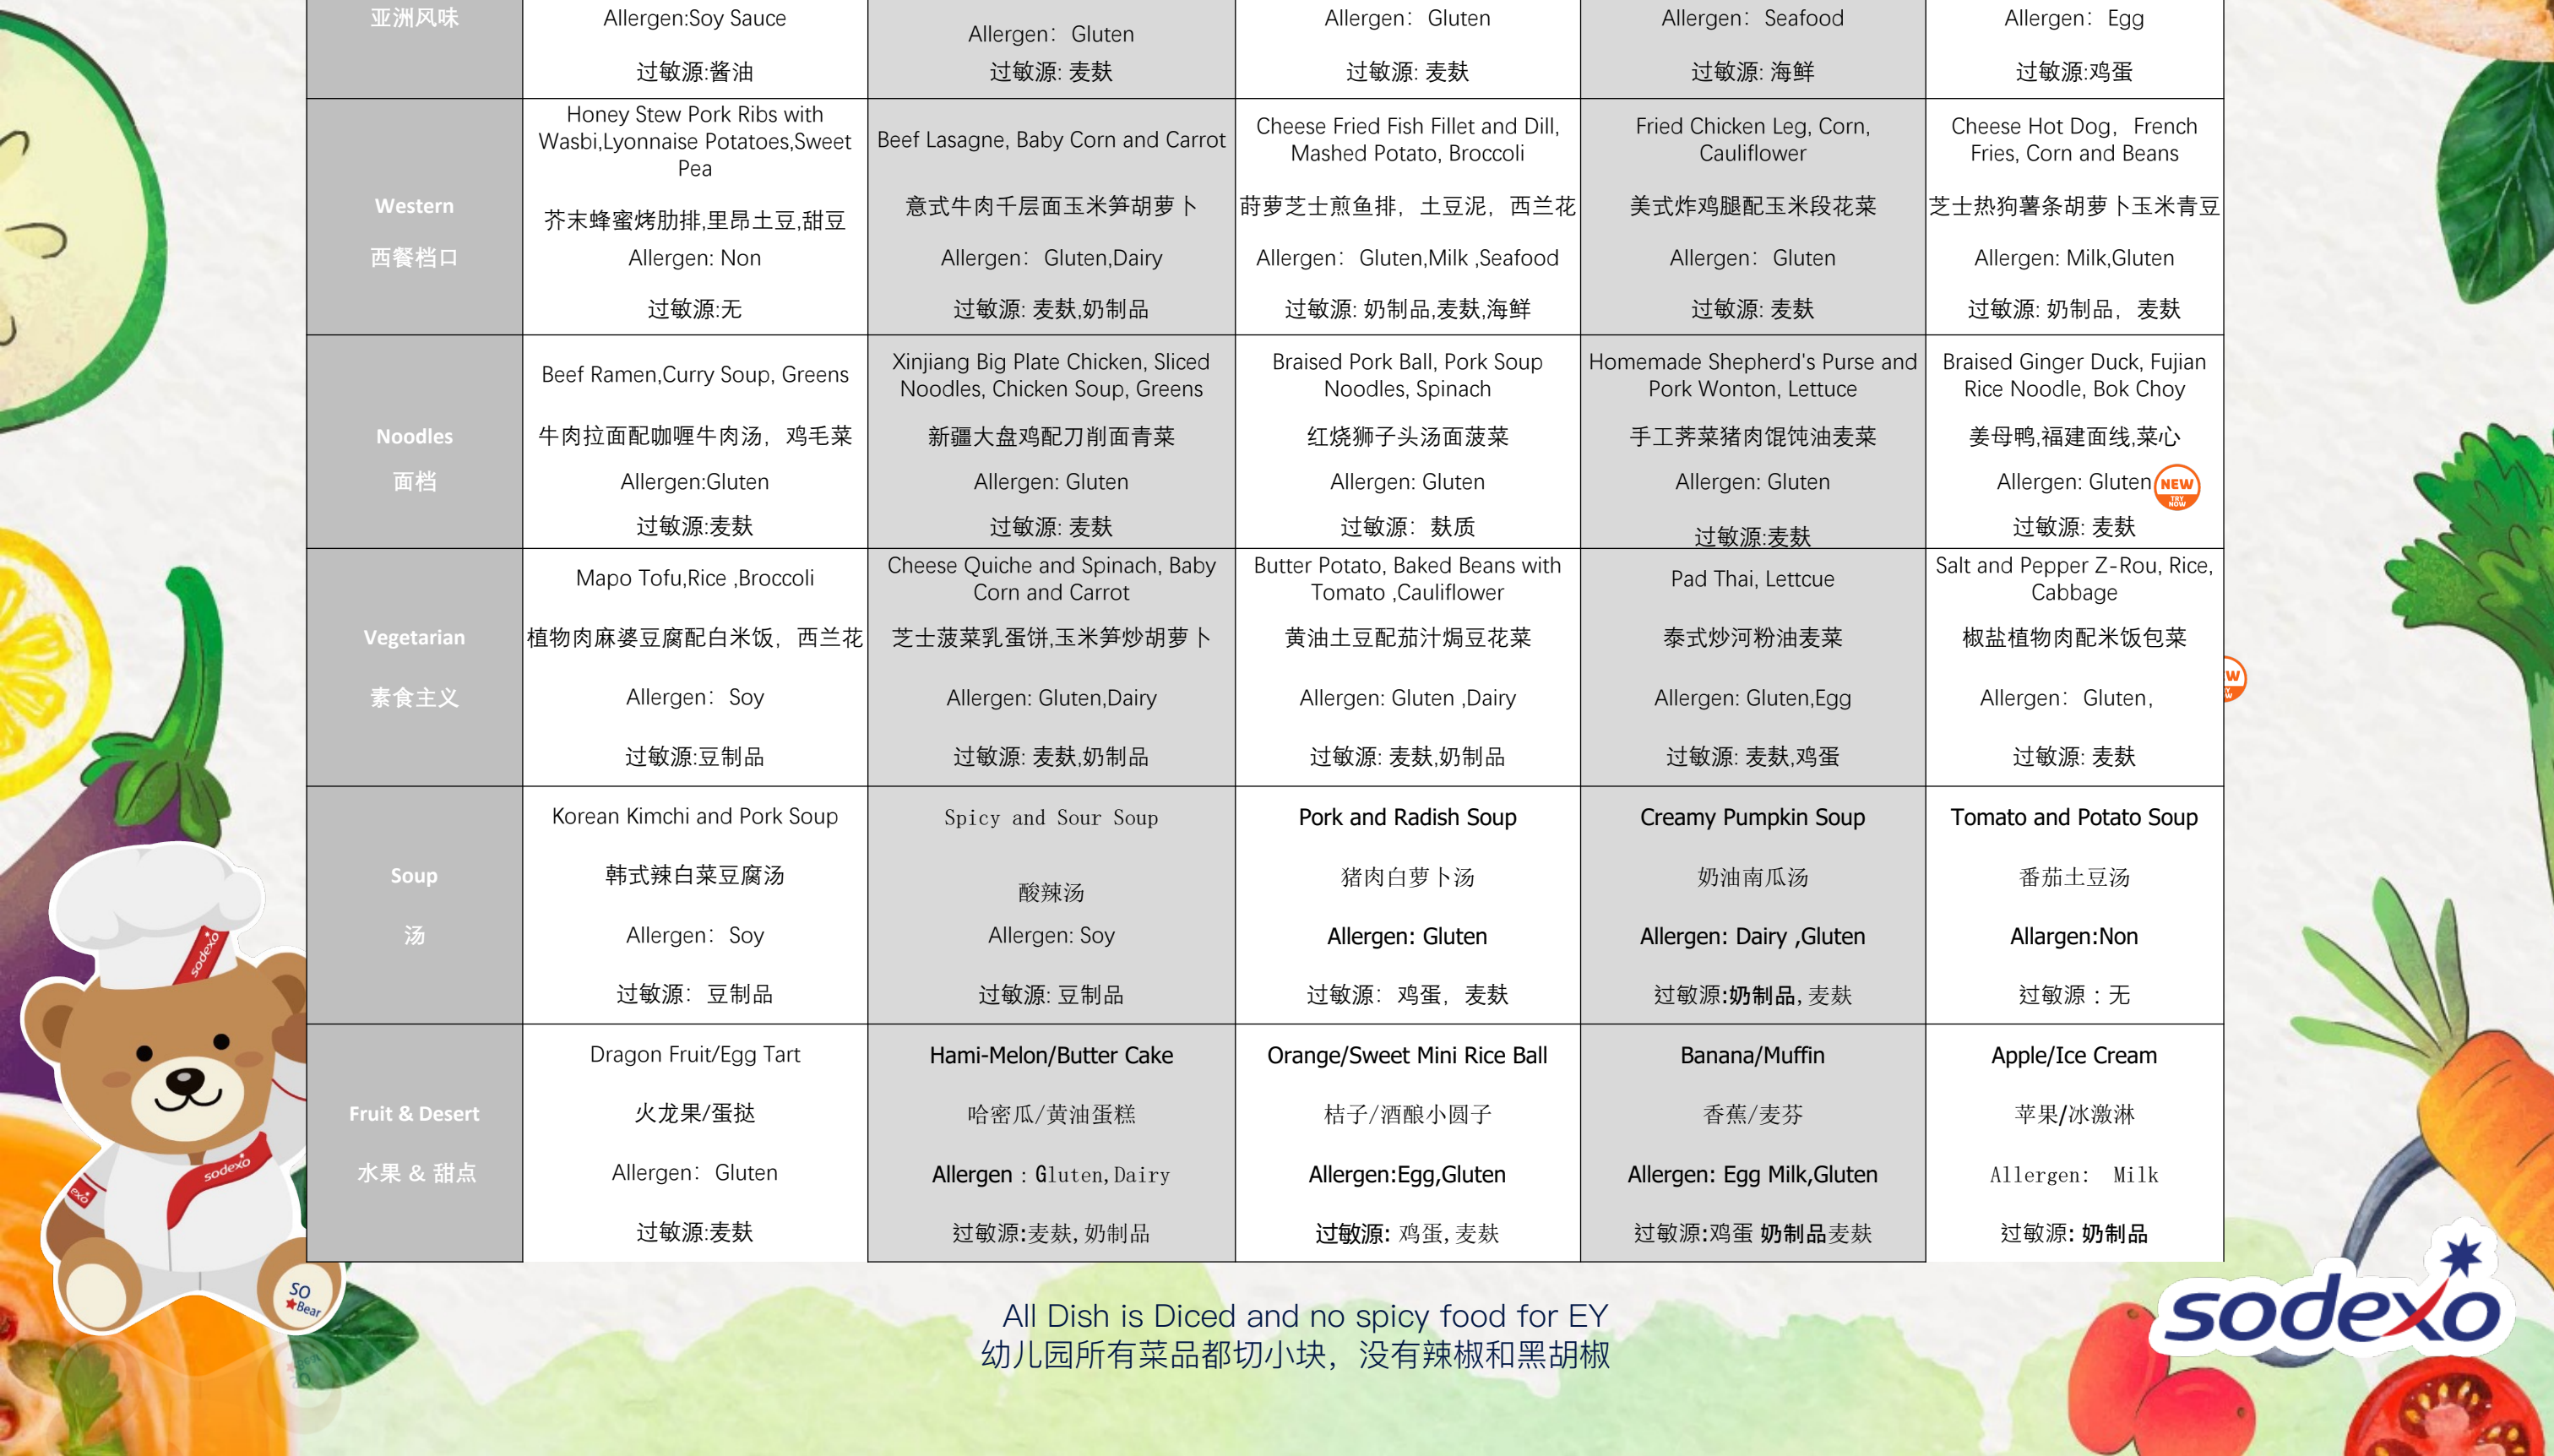 亚洲风味
Allergen:Soy Sauce
过敏源:酱油
Allergen: Gluten
过敏源: 麦麸
Allergen: Gluten
过敏源: 麦麸
Allergen: Seafood
过敏源: 海鲜
Allergen: Egg
过敏源:鸡蛋
Western
西餐档口
Honey Stew Pork Ribs with
Wasbi,Lyonnaise Potatoes,Sweet
Pea
芥末蜂蜜烤肋排,里昂土豆,甜豆
Allergen: Non
过敏源:无
Beef Lasagne, Baby Corn and Carrot
意式牛肉千层面玉米笋胡萝卜
Allergen: Gluten,Dairy
过敏源: 麦麸,奶制品
Cheese Fried Fish Fillet and Dill,
Mashed Potato, Broccoli
莳萝芝士煎鱼排，土豆泥，西兰花
Allergen: Gluten,Milk ,Seafood
过敏源: 奶制品,麦麸,海鲜
Fried Chicken Leg, Corn,
Cauliflower
美式炸鸡腿配玉米段花菜
Allergen: Gluten
过敏源: 麦麸
Cheese Hot Dog, French
Fries, Corn and Beans
芝士热狗薯条胡萝卜玉米青豆
Allergen: Milk,Gluten
过敏源: 奶制品，麦麸
Noodles
面档
Beef Ramen,Curry Soup, Greens
牛肉拉面配咖喱牛肉汤，鸡毛菜
Allergen:Gluten
过敏源:麦麸
Xinjiang Big Plate Chicken, Sliced
Noodles, Chicken Soup, Greens
新疆大盘鸡配刀削面青菜
Allergen: Gluten
过敏源: 麦麸
Braised Pork Ball, Pork Soup
Noodles, Spinach
红烧狮子头汤面菠菜
Allergen: Gluten
过敏源: 麸质
Homemade Shepherd's Purse and
Pork Wonton, Lettuce
手工荠菜猪肉馄饨油麦菜
Allergen: Gluten
过敏源:麦麸
Braised Ginger Duck, Fujian
Rice Noodle, Bok Choy
姜母鸭,福建面线,菜心
Allergen: Gluten
NEW
TRY
NOW
过敏源: 麦麸
Vegetarian
素食主义
Mapo Tofu,Rice ,Broccoli
植物肉麻婆豆腐配白米饭，西兰花
Allergen: Soy
过敏源:豆制品
Cheese Quiche and Spinach, Baby
Corn and Carrot
芝士菠菜乳蛋饼,玉米笋炒胡萝卜
Allergen: Gluten,Dairy
过敏源: 麦麸,奶制品
Butter Potato, Baked Beans with
Tomato ,Cauliflower
黄油土豆配茄汁焗豆花菜
Allergen: Gluten ,Dairy
过敏源: 麦麸,奶制品
Pad Thai, Lettcue
泰式炒河粉油麦菜
Allergen: Gluten,Egg
过敏源: 麦麸,鸡蛋
Salt and Pepper Z-Rou, Rice,
Cabbage
椒盐植物肉配米饭包菜
Allergen: Gluten,
过敏源: 麦麸
Soup
汤
Korean Kimchi and Pork Soup
韩式辣白菜豆腐汤
Allergen: Soy
过敏源: 豆制品
Spicy and Sour Soup
酸辣汤
Allergen: Soy
过敏源: 豆制品
Pork and Radish Soup
猪肉白萝卜汤
Allergen: Gluten
过敏源: 鸡蛋，麦麸
Creamy Pumpkin Soup
奶油南瓜汤
Allergen: Dairy ,Gluten
过敏源:奶制品,麦麸
Tomato and Potato Soup
番茄土豆汤
Allargen:Non
过敏源：无
Fruit & Desert
水果 & 甜点
Dragon Fruit/Egg Tart
火龙果/蛋挞
Allergen: Gluten
过敏源:麦麸
Hami-Melon/Butter Cake
哈密瓜/黄油蛋糕
Allergen：Gluten,Dairy
过敏源:麦麸,奶制品
Orange/Sweet Mini Rice Ball
桔子/酒酿小圆子
Allergen:Egg,Gluten
过敏源: 鸡蛋,麦麸
Banana/Muffin
香蕉/麦芬
Allergen: Egg Milk,Gluten
过敏源:鸡蛋 奶制品麦麸
Apple/Ice Cream
苹果/冰激淋
Allergen: Milk
过敏源: 奶制品
sodexo
sodexo
exo
SO
Bear
All Dish is Diced and no spicy food for EY
幼儿园所有菜品都切小块，没有辣椒和黑胡椒
sodexo